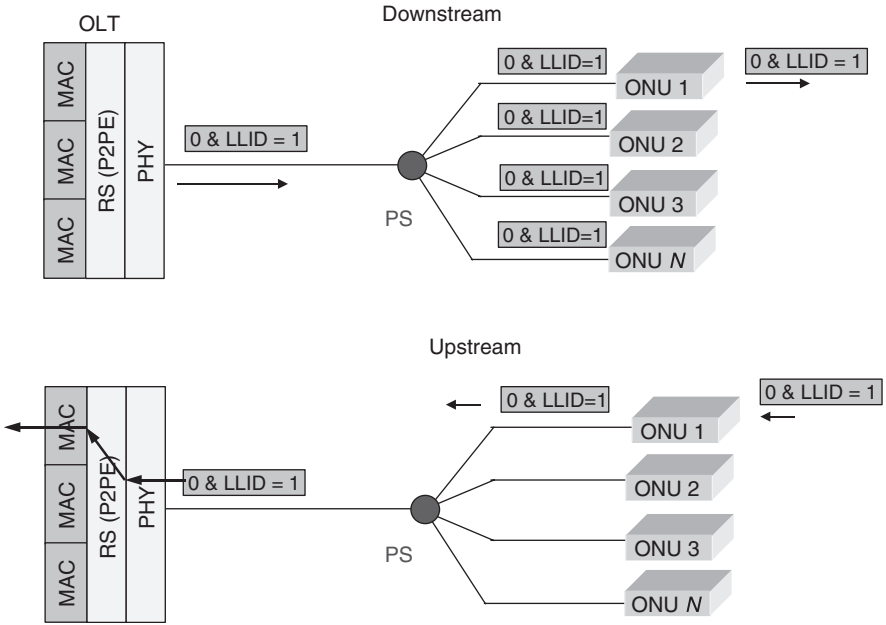 Downstream
OLT
MAC
MAC
MAC
RS (P2PE)
PHY
0 & LLID = 1
PS
0 & LLID=1
ONU 1
0 & LLID = 1
0 & LLID=1
ONU 2
0 & LLID=1
ONU 3
0 & LLID=1
ONU N
Upstream
MAC
MAC
MAC
RS (P2PE)
PHY
0 & LLID = 1
PS
0 & LLID=1
ONU 1
0 & LLID = 1
ONU 2
ONU 3
ONU N